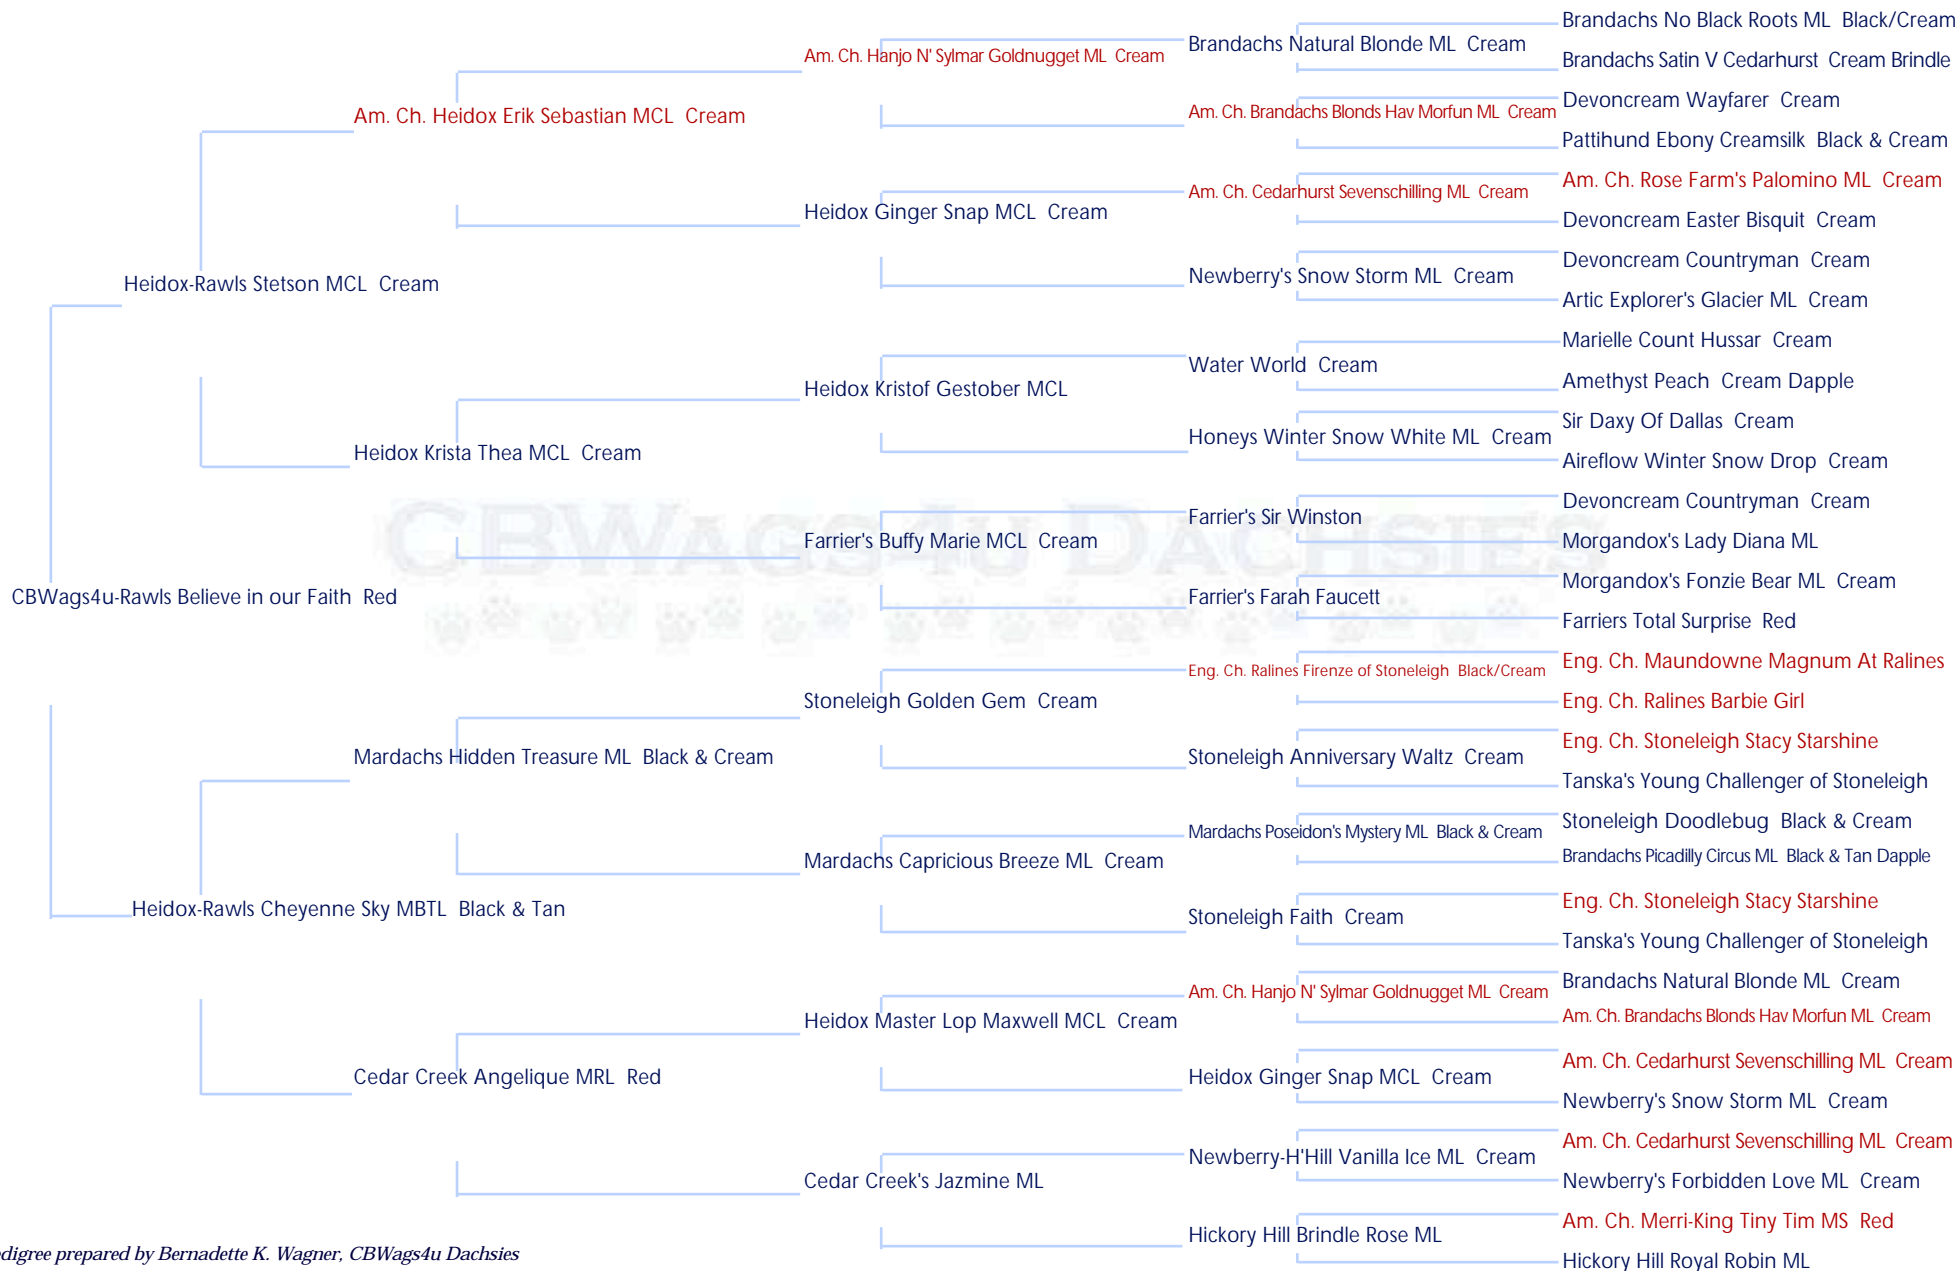 Brandachs No Black Roots ML  Black/Cream
Brandachs Natural Blonde ML  Cream
Am. Ch. Hanjo N' Sylmar Goldnugget ML  Cream
Brandachs Satin V Cedarhurst  Cream Brindle
Devoncream Wayfarer  Cream
Am. Ch. Heidox Erik Sebastian MCL  Cream
Am. Ch. Brandachs Blonds Hav Morfun ML  Cream
Pattihund Ebony Creamsilk  Black & Cream
Am. Ch. Rose Farm's Palomino ML  Cream
Am. Ch. Cedarhurst Sevenschilling ML  Cream
Heidox Ginger Snap MCL  Cream
Devoncream Easter Bisquit  Cream
Devoncream Countryman  Cream
Heidox-Rawls Stetson MCL  Cream
Newberry's Snow Storm ML  Cream
Artic Explorer's Glacier ML  Cream
Marielle Count Hussar  Cream
Water World  Cream
Heidox Kristof Gestober MCL
Amethyst Peach  Cream Dapple
Sir Daxy Of Dallas  Cream
Heidox Krista Thea MCL  Cream
Honeys Winter Snow White ML  Cream
Aireflow Winter Snow Drop  Cream
Devoncream Countryman  Cream
Farrier's Sir Winston
CBWags4u Dachsies
Farrier's Buffy Marie MCL  Cream
Morgandox's Lady Diana ML
Morgandox's Fonzie Bear ML  Cream
CBWags4u-Rawls Believe in our Faith  Red
Farrier's Farah Faucett
Farriers Total Surprise  Red
Eng. Ch. Maundowne Magnum At Ralines
Eng. Ch. Ralines Firenze of Stoneleigh  Black/Cream
Stoneleigh Golden Gem  Cream
Eng. Ch. Ralines Barbie Girl
Eng. Ch. Stoneleigh Stacy Starshine
Mardachs Hidden Treasure ML  Black & Cream
Stoneleigh Anniversary Waltz  Cream
Tanska's Young Challenger of Stoneleigh
Stoneleigh Doodlebug  Black & Cream
Mardachs Poseidon's Mystery ML  Black & Cream
Mardachs Capricious Breeze ML  Cream
Brandachs Picadilly Circus ML  Black & Tan Dapple
Eng. Ch. Stoneleigh Stacy Starshine
Heidox-Rawls Cheyenne Sky MBTL  Black & Tan
Stoneleigh Faith  Cream
Tanska's Young Challenger of Stoneleigh
Brandachs Natural Blonde ML  Cream
Am. Ch. Hanjo N' Sylmar Goldnugget ML  Cream
Heidox Master Lop Maxwell MCL  Cream
Am. Ch. Brandachs Blonds Hav Morfun ML  Cream
Am. Ch. Cedarhurst Sevenschilling ML  Cream
Cedar Creek Angelique MRL  Red
Heidox Ginger Snap MCL  Cream
Newberry's Snow Storm ML  Cream
Am. Ch. Cedarhurst Sevenschilling ML  Cream
Newberry-H'Hill Vanilla Ice ML  Cream
Cedar Creek's Jazmine ML
Newberry's Forbidden Love ML  Cream
Am. Ch. Merri-King Tiny Tim MS  Red
Hickory Hill Brindle Rose ML
Hickory Hill Royal Robin ML
digree prepared by Bernadette K. Wagner, CBWags4u Dachsies